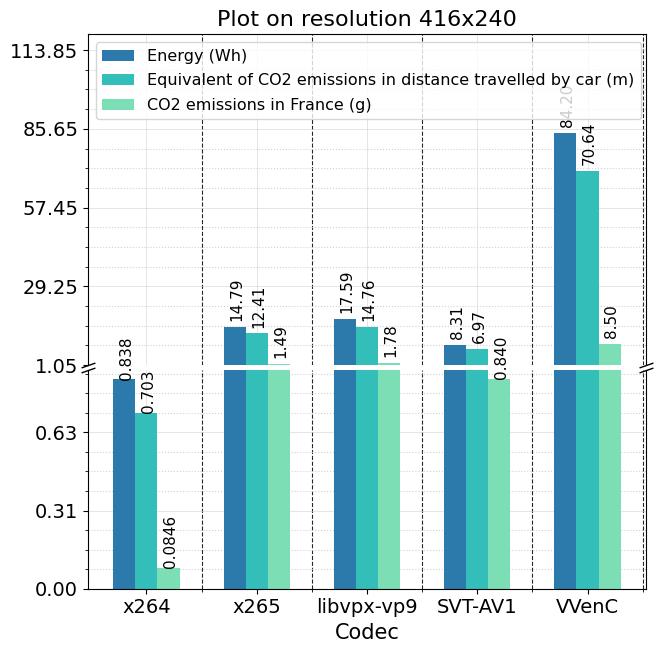 Plot on resolution 416x240
Energy (Wh)
Equivalent of CO2 emissions in distance travelled by car (m)
CO2 emissions in France (g)
113.85
85.65
57.45
29.25
1.05
0.63
0.31
0.00
0.838
0.703
0.0846
14.79
12.41
1.49
17.59
14.76
1.78
8.31
6.97
0.840
84.20
70.64
8.50
x264
x265
libvpx-vp9
SVT-AV1
VVenC
Codec